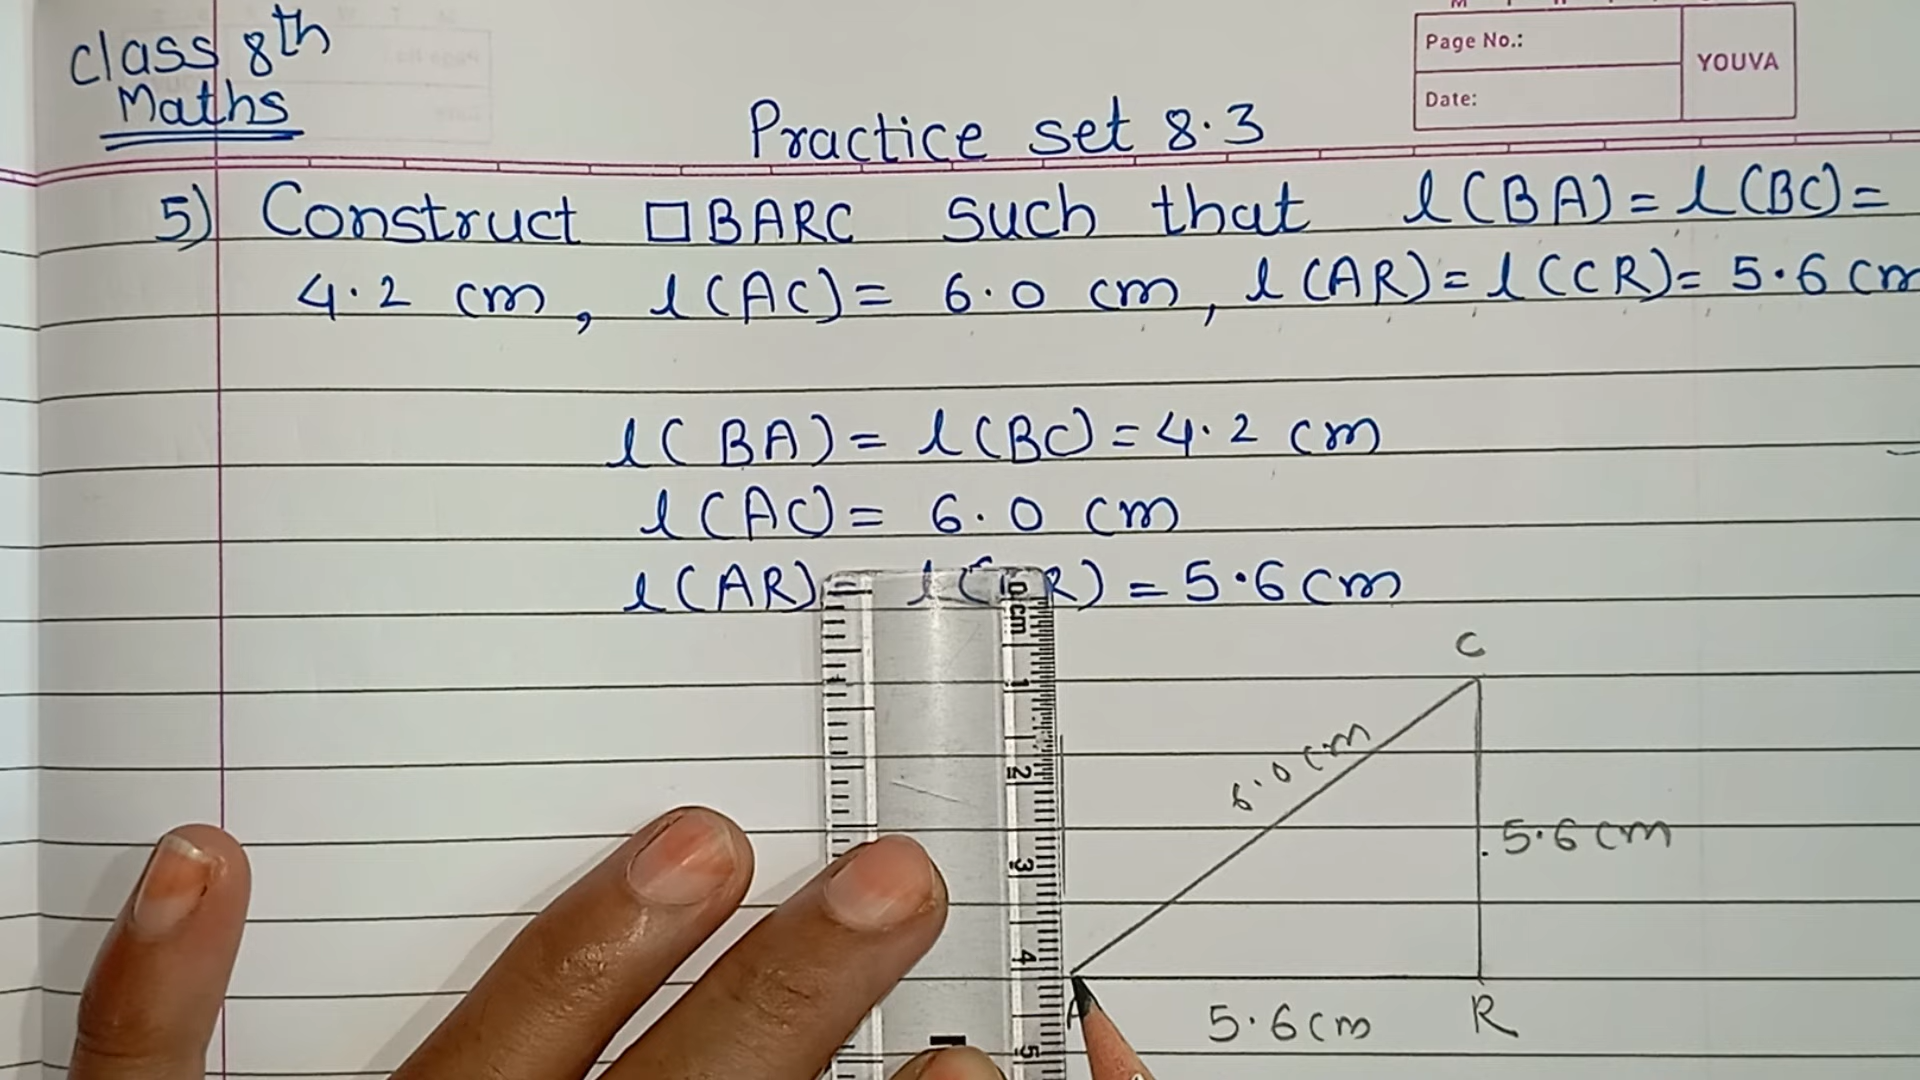 class 8th
Maths
Page No.:
YOUVA
Date:
Practice set 8.3
5) Construct □BARC such that l(BA) = l(BC) =
4.2 cm, l(AC) = 6.0 cm, l(AR) = l(CR) = 5.6 cm
l(BA) = l(BC) = 4.2 cm
l(AC) = 6.0 cm
l(AR) = l(CR) = 5.6 cm
0 cm
1
2
3
4
5
C
6.0 cm
5.6 cm
A
5.6 cm
R